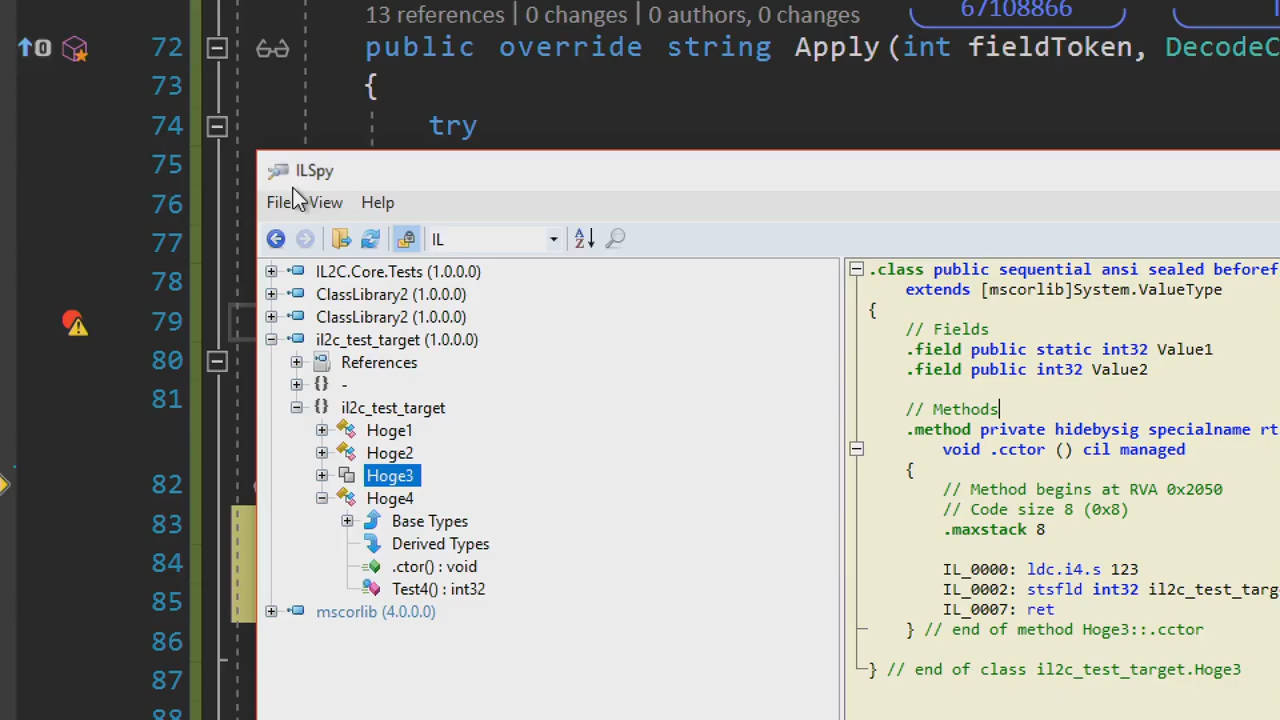 13 references | 0 changes | 0 authors, 0 changes
67108866
72 public override string Apply(int fieldToken,
73 {
74 try
75
76
77
78
79
80
81
82
83
84
85
86
87
ILSpy
File View Help
IL
IL2C.Core.Tests (1.0.0.0)
ClassLibrary2 (1.0.0.0)
ClassLibrary2 (1.0.0.0)
il2c_test_target (1.0.0.0)
References
{} -
{} il2c_test_target
Hoge1
Hoge2
Hoge3
Hoge4
Base Types
Derived Types
.ctor() : void
Test4() : int32
mscorlib (4.0.0.0)
.class public sequential ansi sealed
extends [mscorlib]System.ValueType
{
// Fields
.field public static int32 Value1
.field public int32 Value2
// Methods
.method private hidebysig specialname
void .cctor () cil managed
{
// Method begins at RVA 0x2050
// Code size 8 (0x8)
.maxstack 8
IL_0000: ldc.i4.s 123
IL_0002: stsfld int32
IL_0007: ret
} // end of method Hoge3::.cctor
} // end of class il2c_test_target.Hoge3